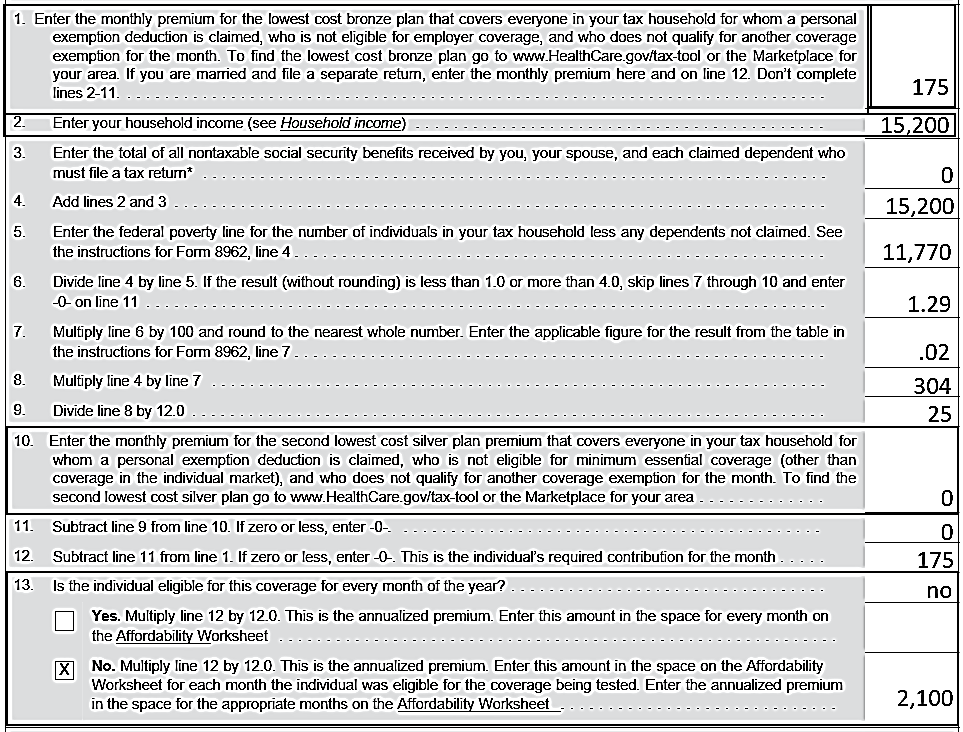 1. Enter the monthly premium for the lowest cost bronze plan that covers everyone in your tax household for whom a personal
exemption deduction is claimed, who is not eligible for employer coverage, and who does not qualify for another coverage
exemption for the month. To find the lowest cost bronze plan go to www.HealthCare.gov/tax-tool or the Marketplace for
your area. If you are married and file a separate return, enter the monthly premium here and on line 12. Don't complete
lines 2-11. 175
2. Enter your household income (see Household income) 15,200
3. Enter the total of all nontaxable social security benefits received by you, your spouse, and each claimed dependent who
must file a tax return* 0
4. Add lines 2 and 3 15,200
5. Enter the federal poverty line for the number of individuals in your tax household less any dependents not claimed. See
the instructions for Form 8962, line 4 11,770
6. Divide line 4 by line 5. If the result (without rounding) is less than 1.0 or more than 4.0, skip lines 7 through 10 and enter
-0- on line 11 1.29
7. Multiply line 6 by 100 and round to the nearest whole number. Enter the applicable figure for the result from the table in
the instructions for Form 8962, line 7 .02
8. Multiply line 4 by line 7 304
9. Divide line 8 by 12.0 25
10. Enter the monthly premium for the second lowest cost silver plan premium that covers everyone in your tax household for
whom a personal exemption deduction is claimed, who is not eligible for minimum essential coverage (other than
coverage in the individual market), and who does not qualify for another coverage exemption for the month. To find the
second lowest cost silver plan go to www.HealthCare.gov/tax-tool or the Marketplace for your area 0
11. Subtract line 9 from line 10. If zero or less, enter -0-. 0
12. Subtract line 11 from line 1. If zero or less, enter -0-. This is the individual's required contribution for the month 175
13. Is the individual eligible for this coverage for every month of the year? no
Yes. Multiply line 12 by 12.0. This is the annualized premium. Enter this amount in the space for every month on
the Affordability Worksheet
X No. Multiply line 12 by 12.0. This is the annualized premium. Enter this amount in the space on the Affordability
Worksheet for each month the individual was eligible for the coverage being tested. Enter the annualized premium
in the space for the appropriate months on the Affordability Worksheet 2,100